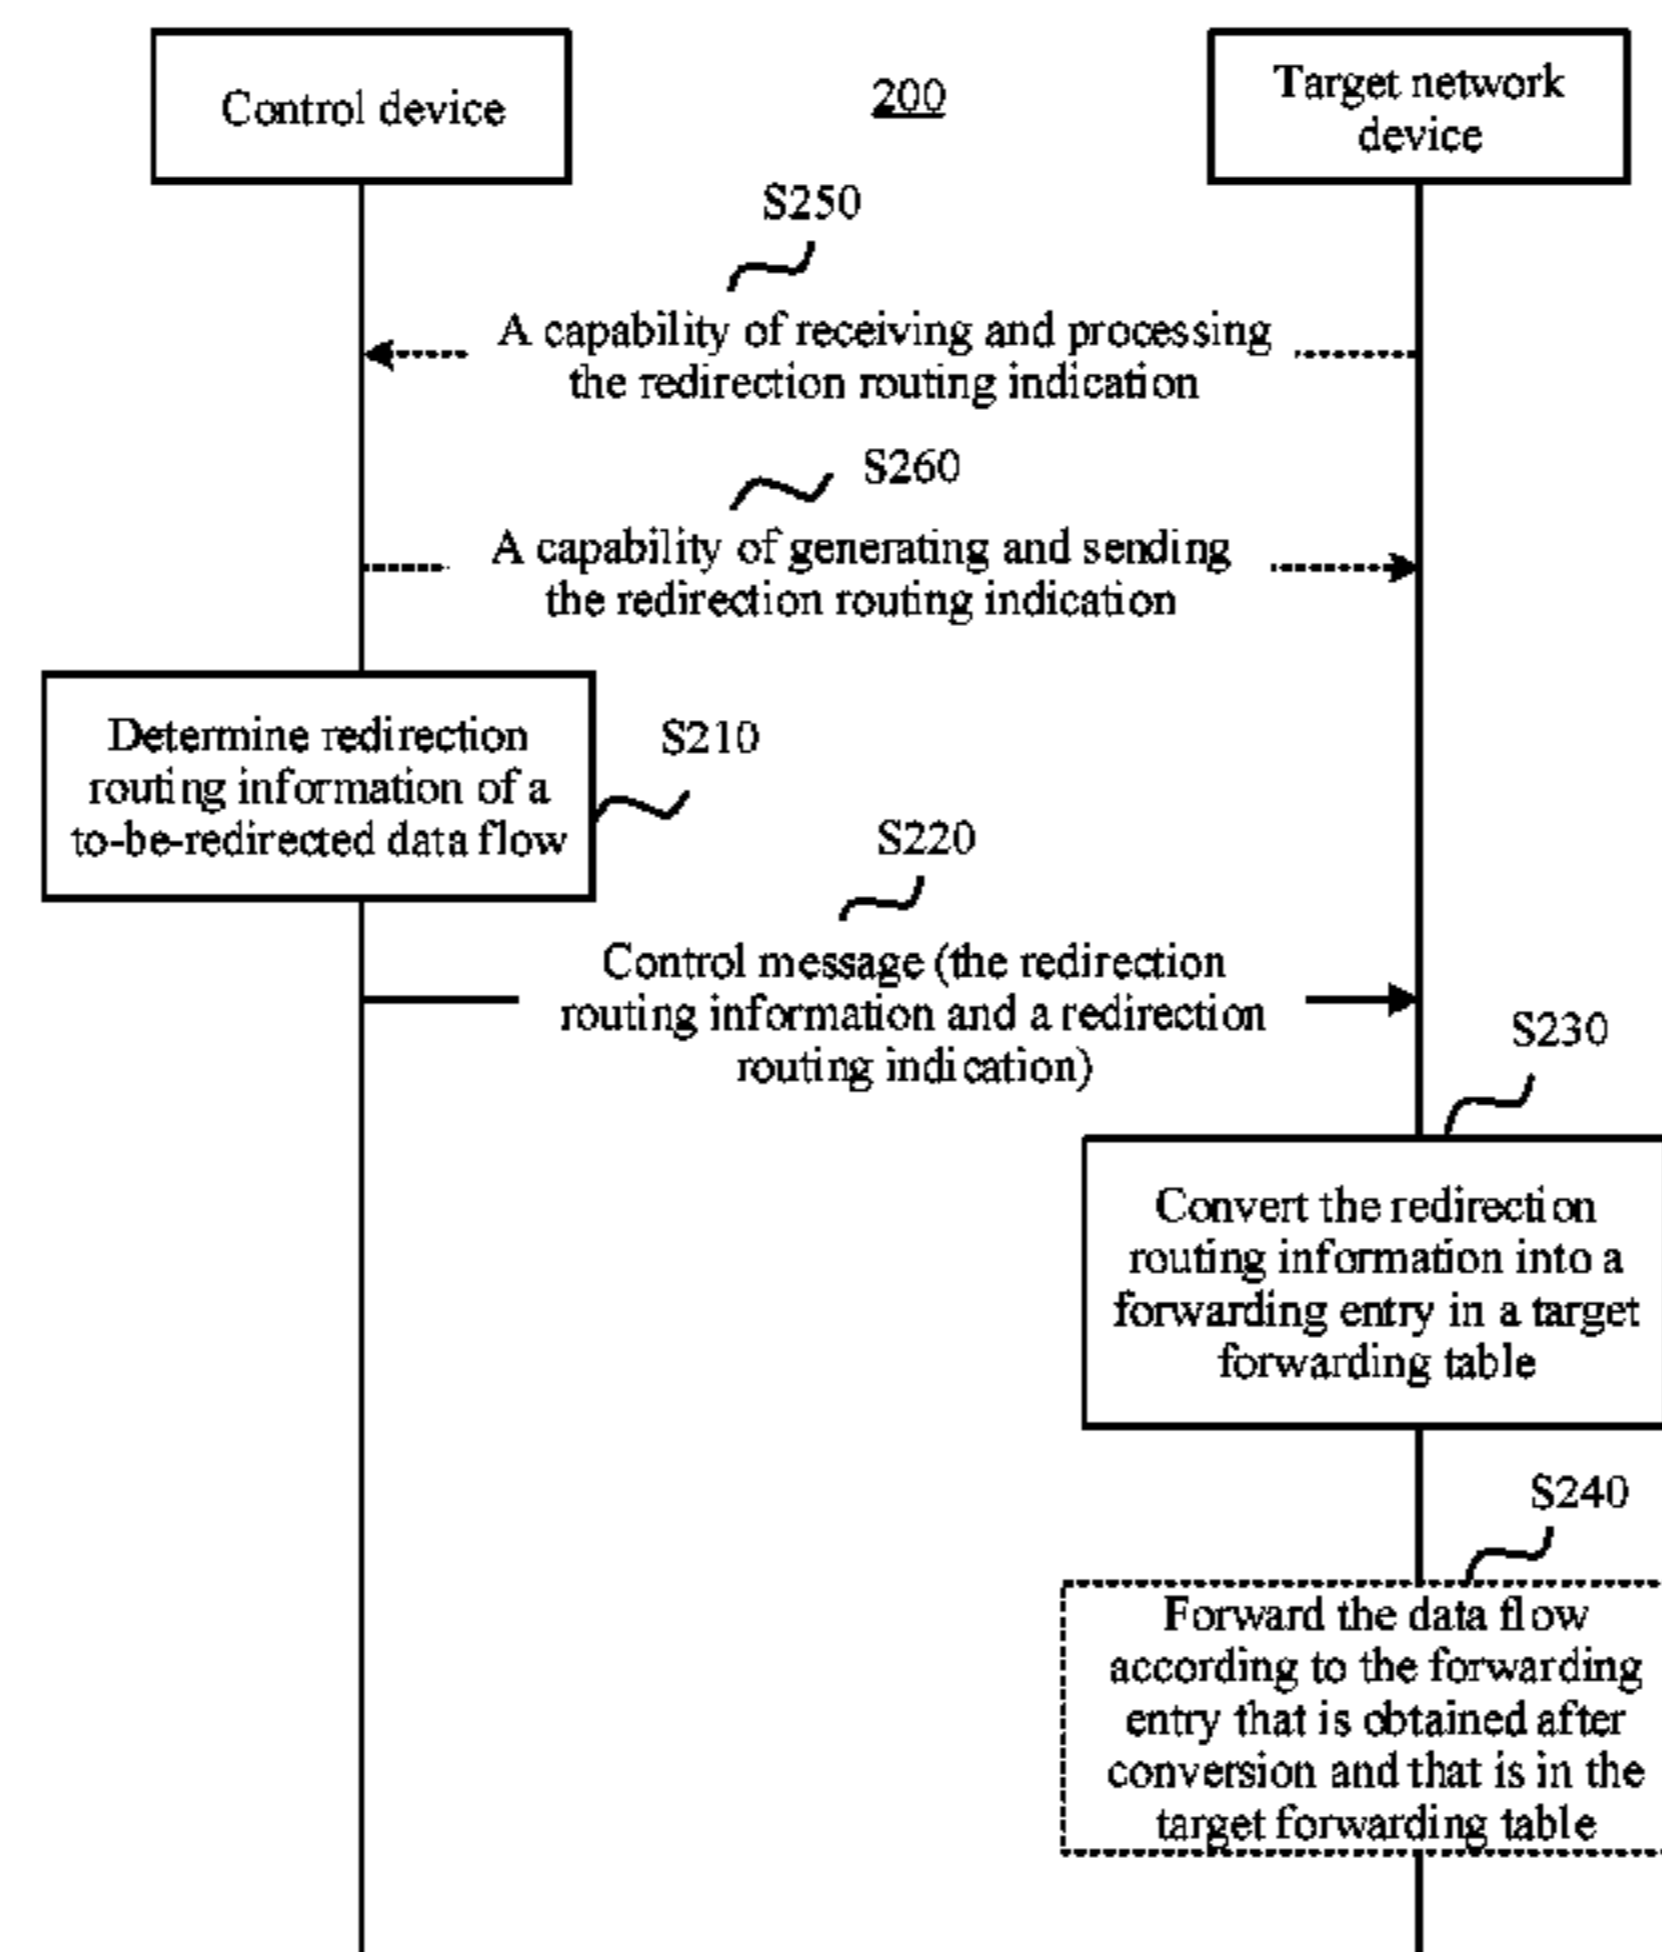 Control device
200
Target network
device
S250
A capability of receiving and processing
the redirection routing indication
S260
A capability of generating and sending
the redirection routing indication
Determine redirection
routing information of a
to-be-redirected data flow
S210
S220
Control message (the redirection
routing information and a redirection
routing indication)
S230
Convert the redirection
routing information into a
forwarding entry in a target
forwarding table
S240
Forward the data flow
according to the forwarding
entry that is obtained after
conversion and that is in the
target forwarding table